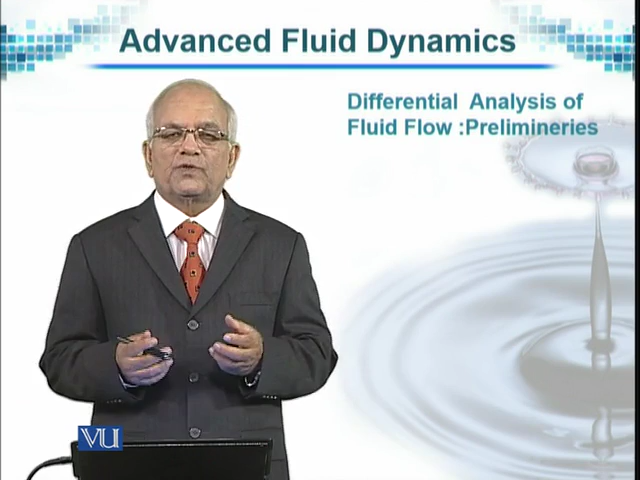 Advanced Fluid Dynamics
Differential Analysis of
Fluid Flow :Prelimineries
VU